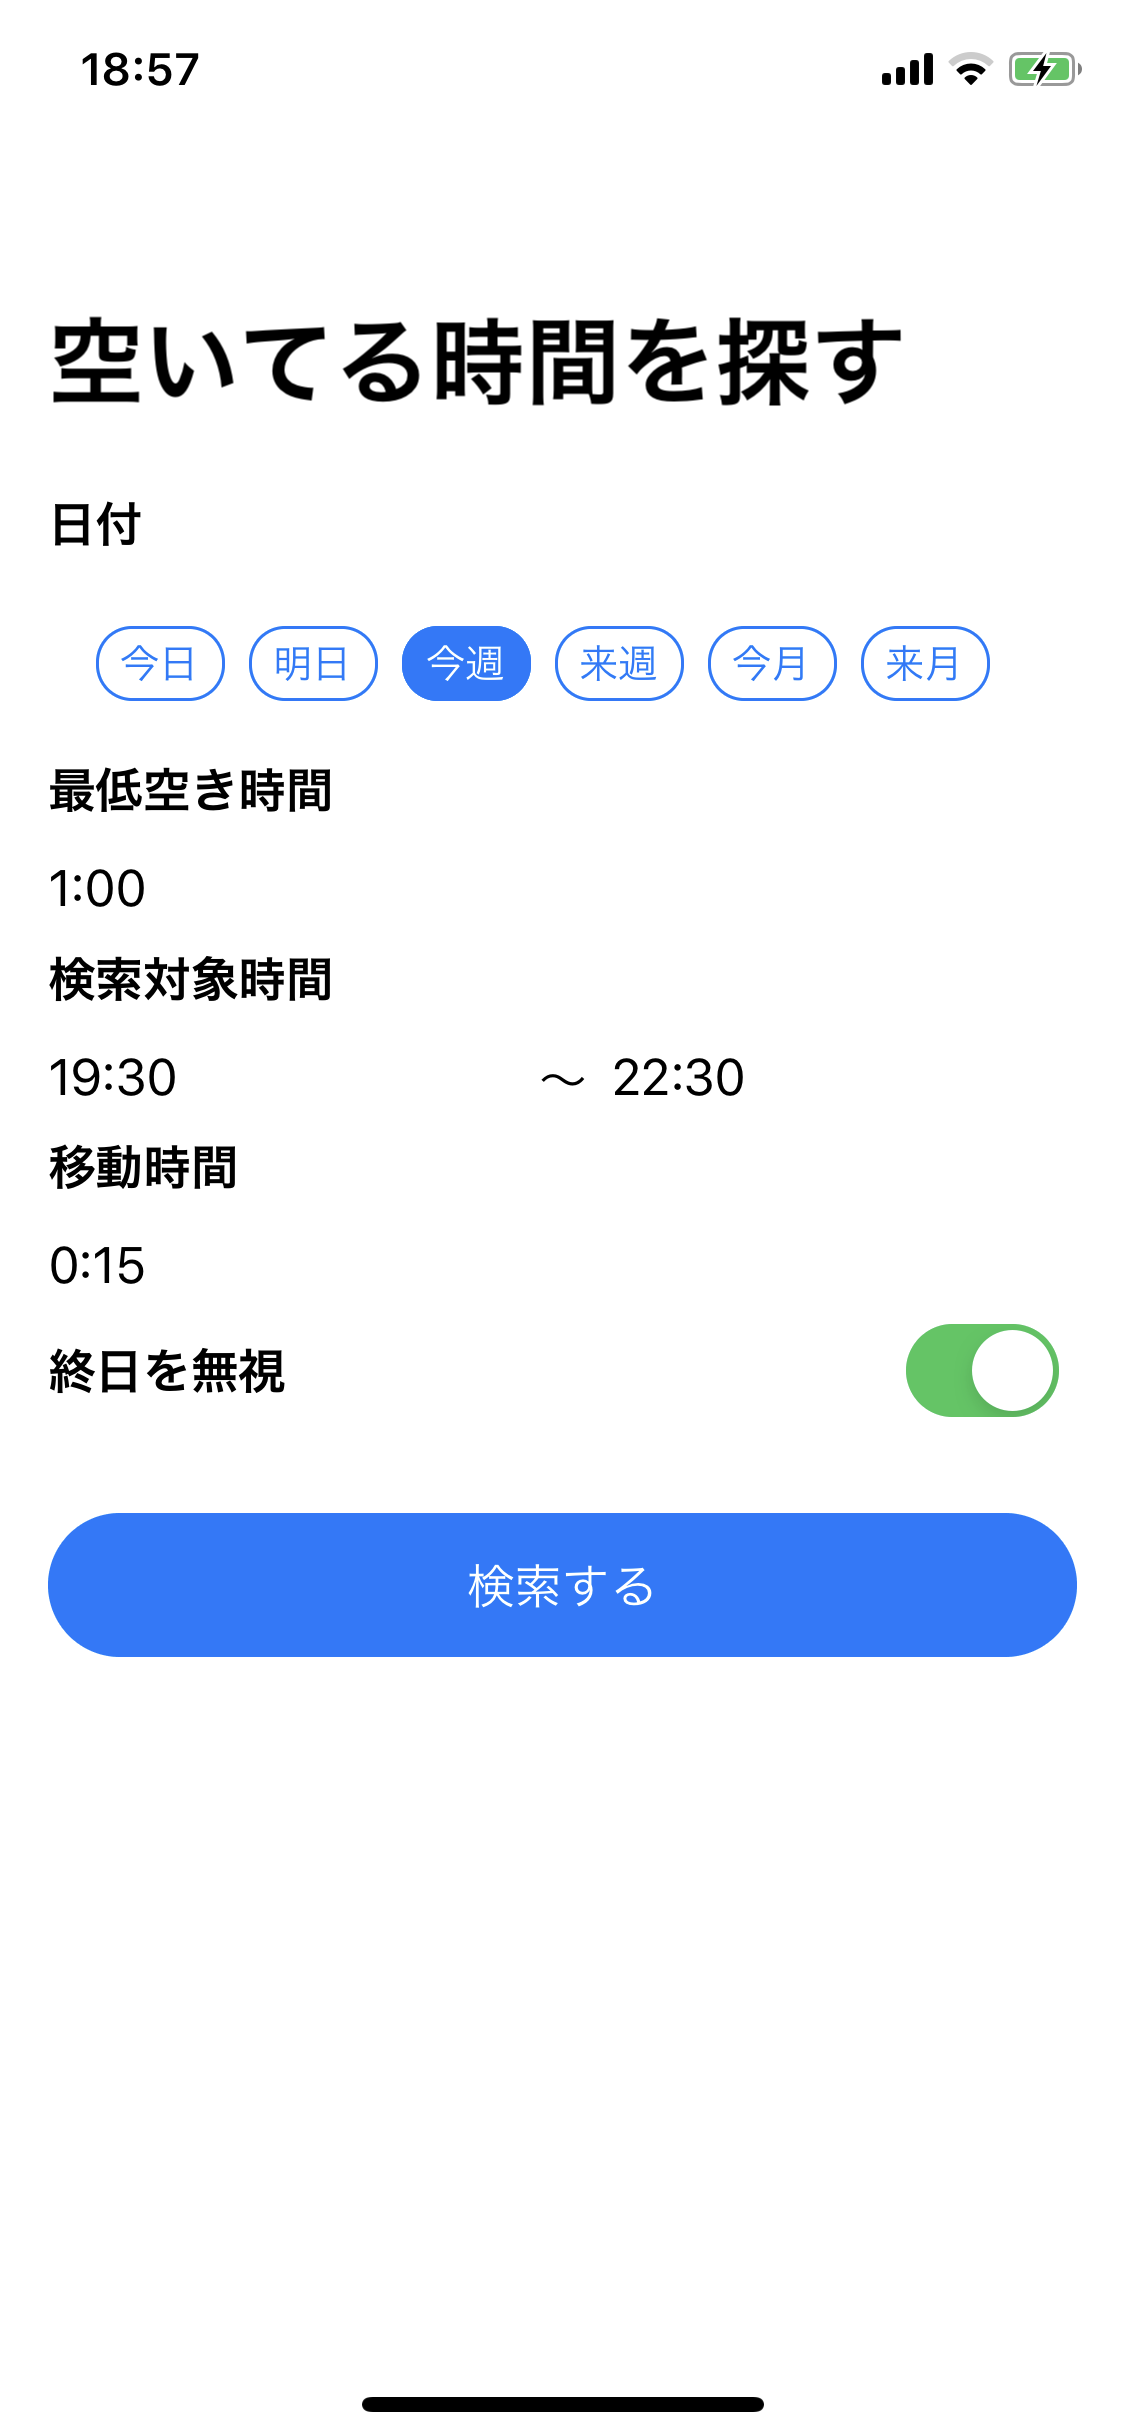 18:57
空いてる時間を探す
日付
今日 明日 今週 来週 今月 来月
最低空き時間
1:00
検索対象時間
19:30 〜 22:30
移動時間
0:15
終日を無視
検索する